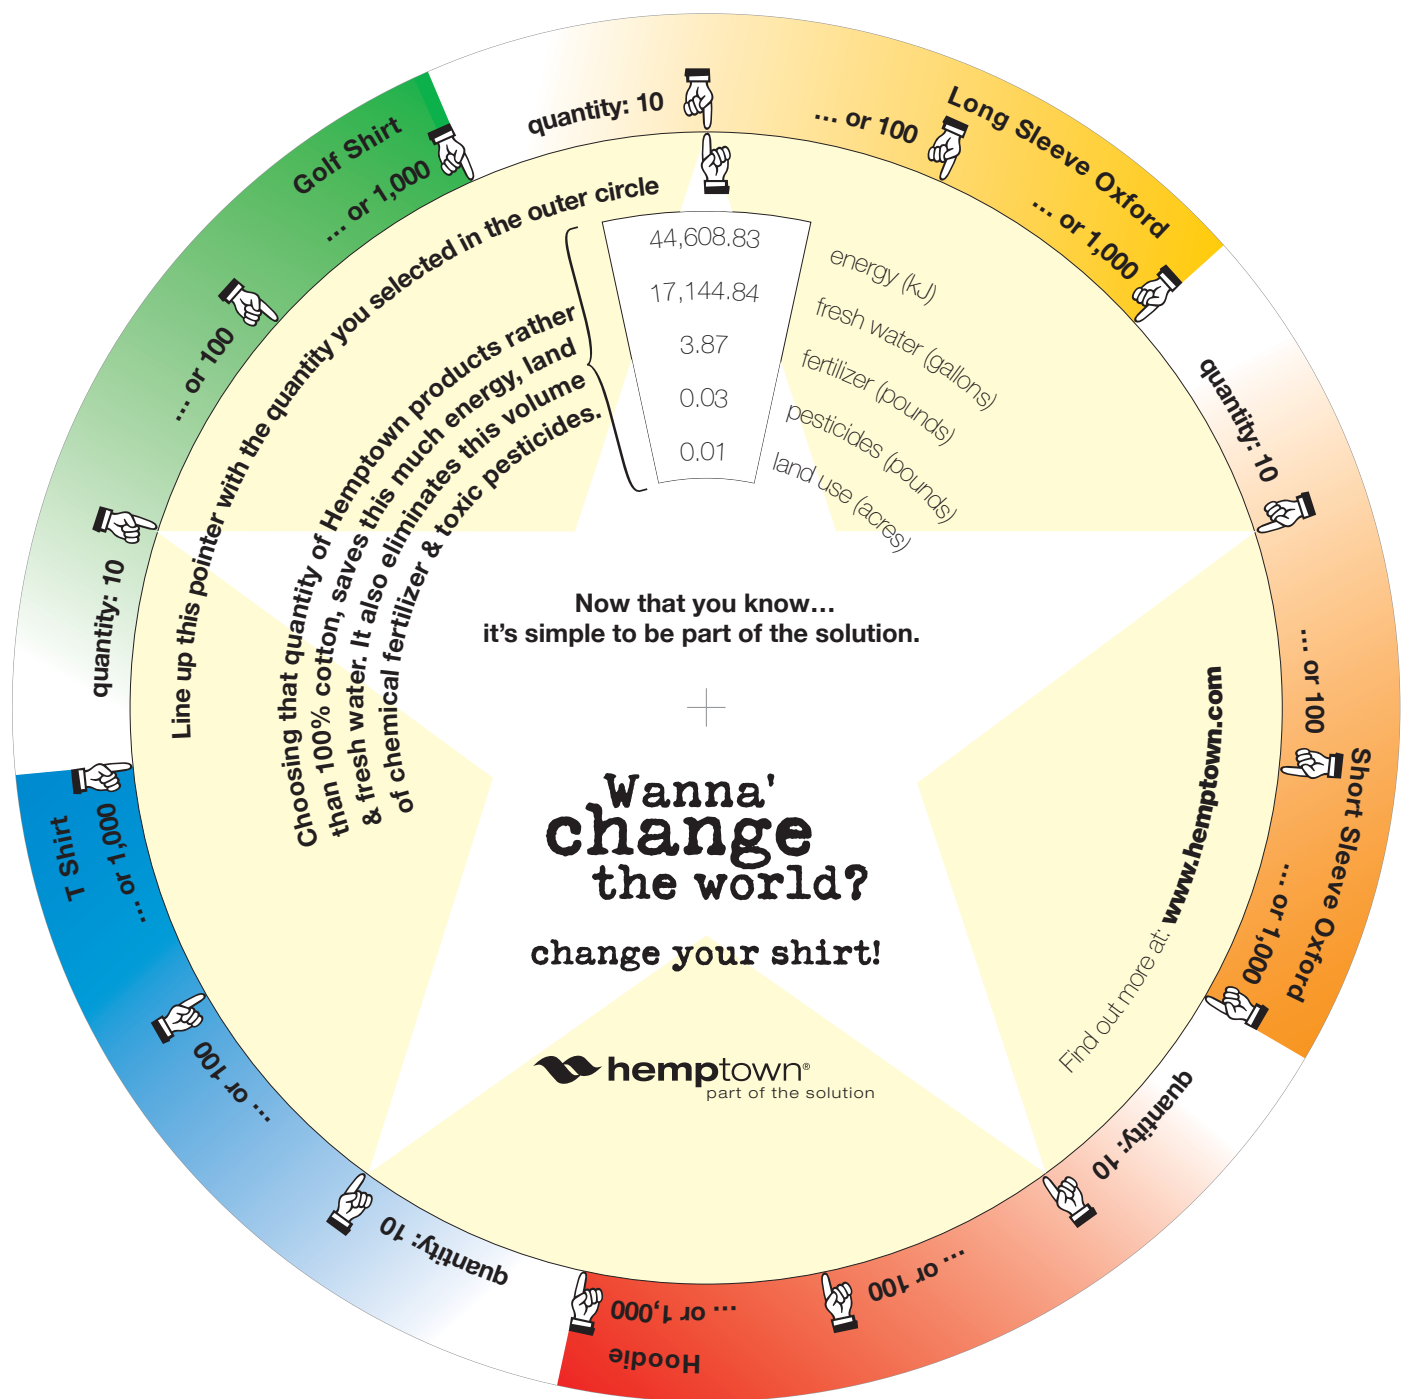 quantity: 10
... or 100
Long Sleeve Oxford
... or 1,000
quantity: 10
... or 100
Short Sleeve Oxford
... or 1,000
quantity: 10
... or 100
Hoodie
... or 1,000
quantity: 10
... or 100
T Shirt
... or 1,000
quantity: 10
... or 100
Golf Shirt
... or 1,000
Line up this pointer with the quantity you selected in the outer circle
Choosing that quantity of Hemptown products rather
than 100% cotton, saves this much energy, land
& fresh water. It also eliminates this volume
of chemical fertilizer & toxic pesticides.
44,608.83
energy (kJ)
17,144.84
fresh water (gallons)
3.87
fertilizer (pounds)
0.03
pesticides (pounds)
0.01
land use (acres)
Now that you know...
it's simple to be part of the solution.
Wanna'
change
the world?
change your shirt!
hemptown®
part of the solution
Find out more at: www.hemptown.com